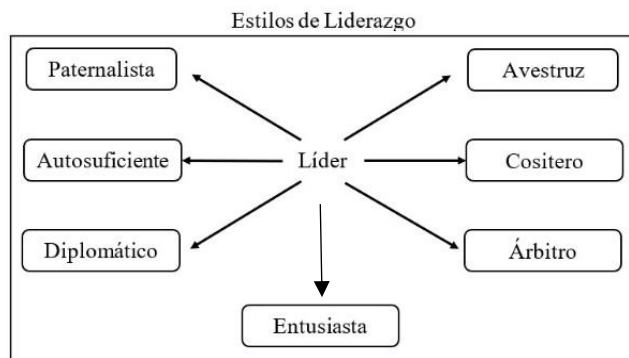 Estilos de Liderazgo
Paternalista
Avestruz
Autosuficiente
Líder
Cositero
Diplomático
Árbitro
Entusiasta